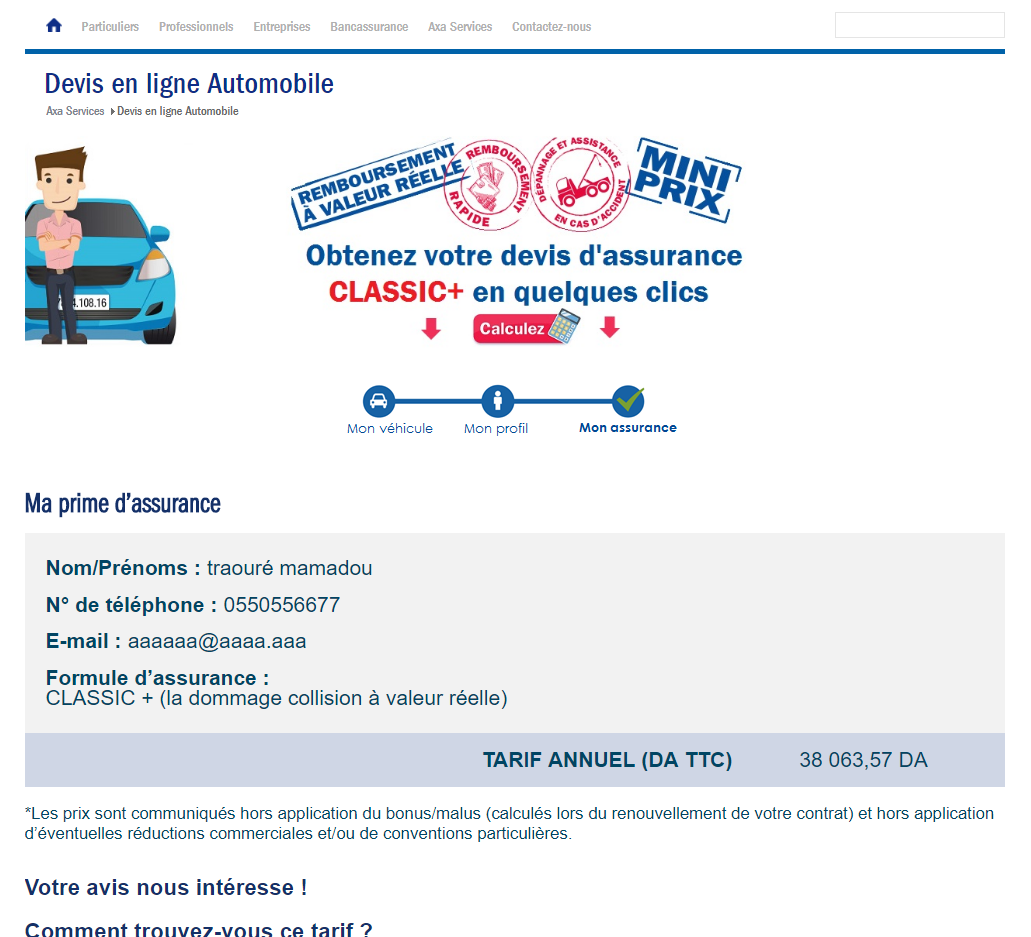 Particuliers Professionnels Entreprises Bancassurance Axa Services Contactez-nous
Devis en ligne Automobile
Axa Services Devis en ligne Automobile
REMBOURSEMENT
À VALEUR RÉELLE
REMBOURSEMENT
RAPIDE
DÉPANNAGE ET ASSISTANCE
EN CAS D'ACCIDENT
MINI
PRIX
Obtenez votre devis d'assurance
CLASSIC+ en quelques clics
Calculez
4.108.16
Mon véhicule Mon profil Mon assurance
Ma prime d’assurance
Nom/Prénoms : traouré mamadou
N° de téléphone : 0550556677
E-mail : aaaaaa@aaaa.aaa
Formule d’assurance :
CLASSIC + (la dommage collision à valeur réelle)
TARIF ANNUEL (DA TTC) 38 063,57 DA
*Les prix sont communiqués hors application du bonus/malus (calculés lors du renouvellement de votre contrat) et hors application
d’éventuelles réductions commerciales et/ou de conventions particulières.
Votre avis nous intéresse !
Comment trouvez-vous ce tarif ?